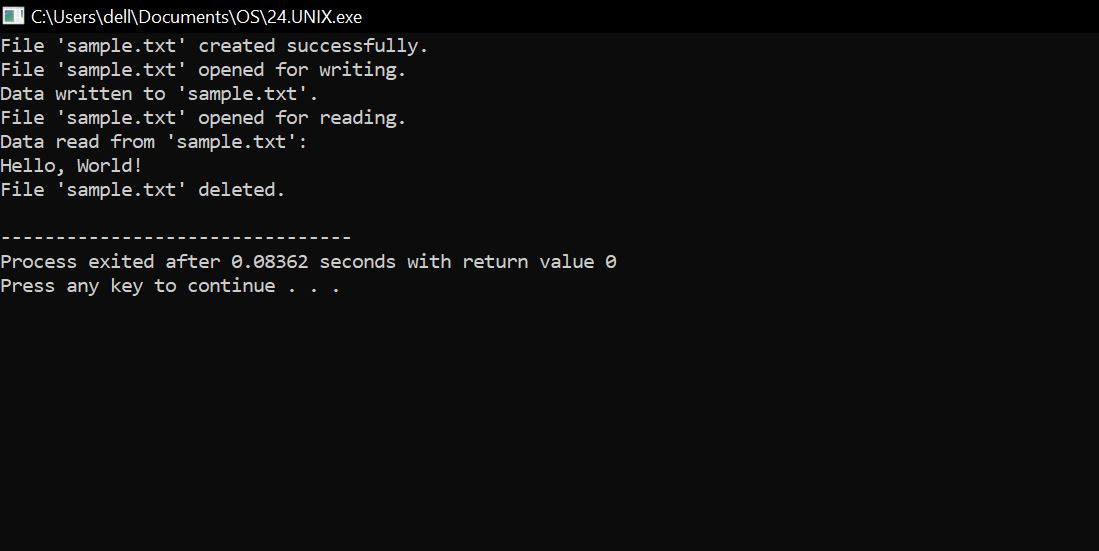 C:\Users\dell\Documents\OS\24.UNIX.exe
File 'sample.txt' created successfully.
File 'sample.txt' opened for writing.
Data written to 'sample.txt'.
File 'sample.txt' opened for reading.
Data read from 'sample.txt':
Hello, World!
File 'sample.txt' deleted.
--------------------------------
Process exited after 0.08362 seconds with return value 0
Press any key to continue . . .